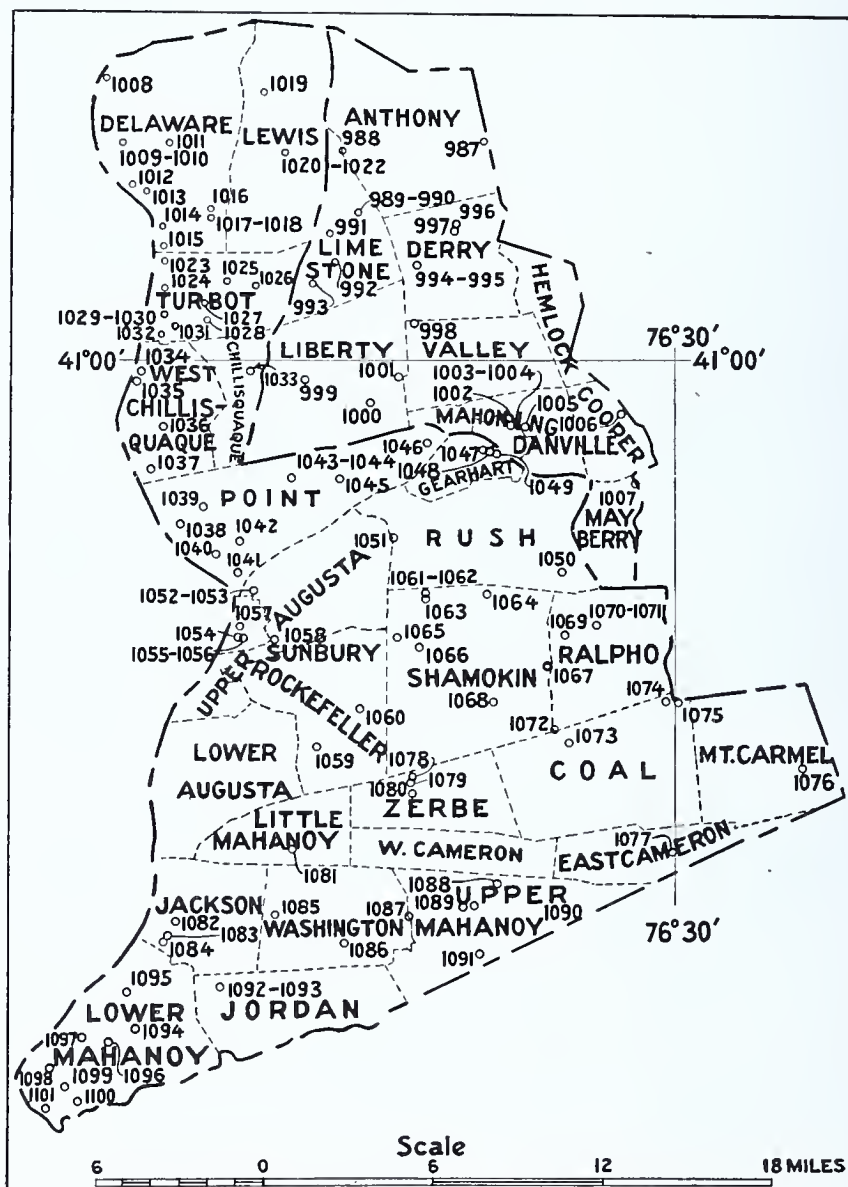 1008
1019
ANTHONY
DELAWARE
1011
LEWIS
988
987
1009-1010
1020-1022
1012
1013
989-990
1016
996
1014
1017-1018
991
997
1015
LIME
DERRY
1023
1025
STONE
994-995
1024
1026
992
HEMLOCK
TURBOT
993
1029-1030
1027
998
76°30'
1032
1031
1028
41°00'
1034
CHILLISQUAQUE
LIBERTY
VALLEY
41°00'
WEST
1033
999
1001
1003-1004
1035
1002
COOPER
CHILLIS-
1000
1005
1036
MAHONING
1006
QUAQUE
1046
DANVILLE
1037
1043-1044
1047
1048
GEARHART
1049
1045
1007
1039
POINT
MAY
1038
1042
1051
RUSH
BERRY
1040
1041
1050
AUGUSTA
1061-1062
1052-1053
1063
1064
1070-1071
1057
1069
1054
1058
1065
1055-1056
SUNBURY
1066
RALPHO
UPPER
SHAMOKIN
1067
ROCKEFELLER
1068
1074
1075
1060
1072
LOWER
1059
1073
MT.CARMEL
1078
COAL
1076
AUGUSTA
1080
1079
ZERBE
LITTLE
MAHANOY
W. CAMERON
1077
EAST CAMERON
1081
1088
UPPER
JACKSON
1085
1087
1089
1090
1082
1083
WASHINGTON
MAHANOY
76°30'
1084
1086
1091
1095
1092-1093
LOWER
JORDAN
1094
1097
MAHANOY
1098
1099
1096
1101
1100
Scale
6 0 6 12 18 MILES